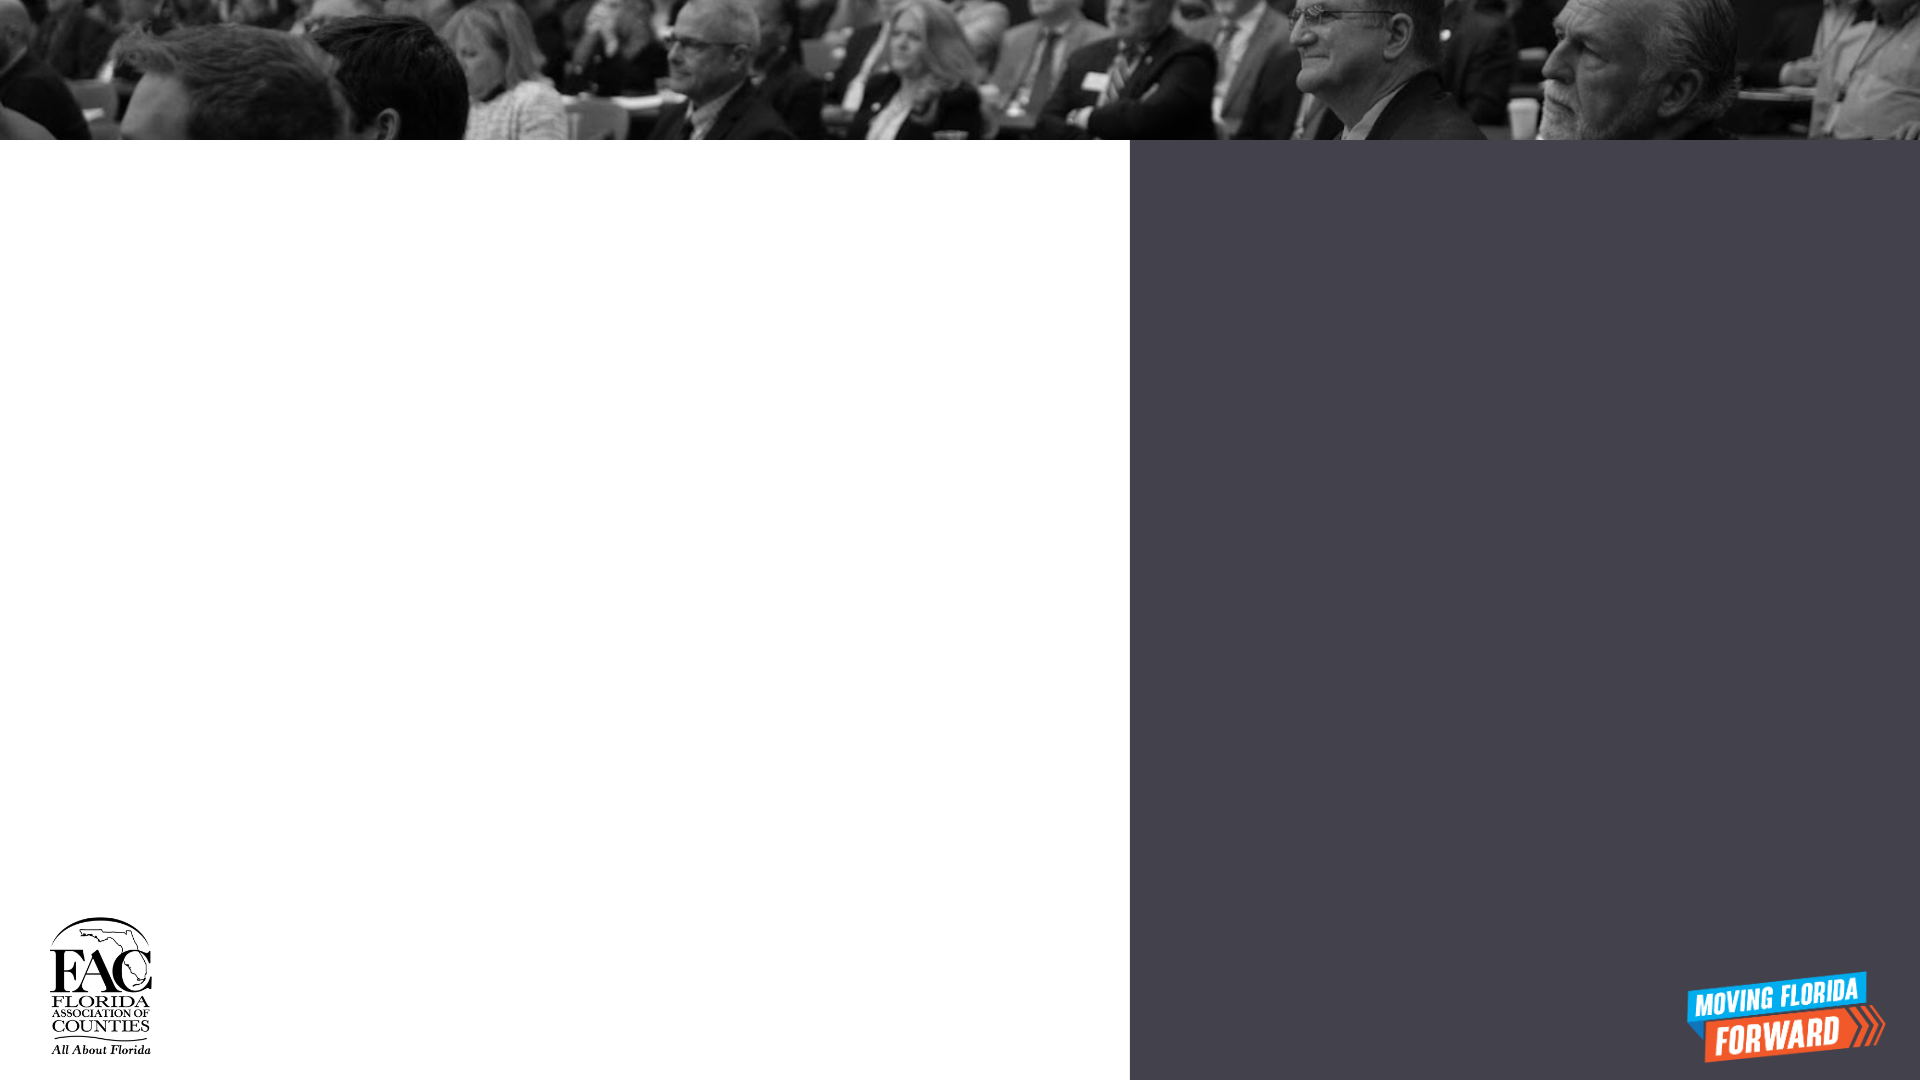 FAC
FLORIDA
ASSOCIATION OF
COUNTIES
All About Florida
MOVING FLORIDA
FORWARD